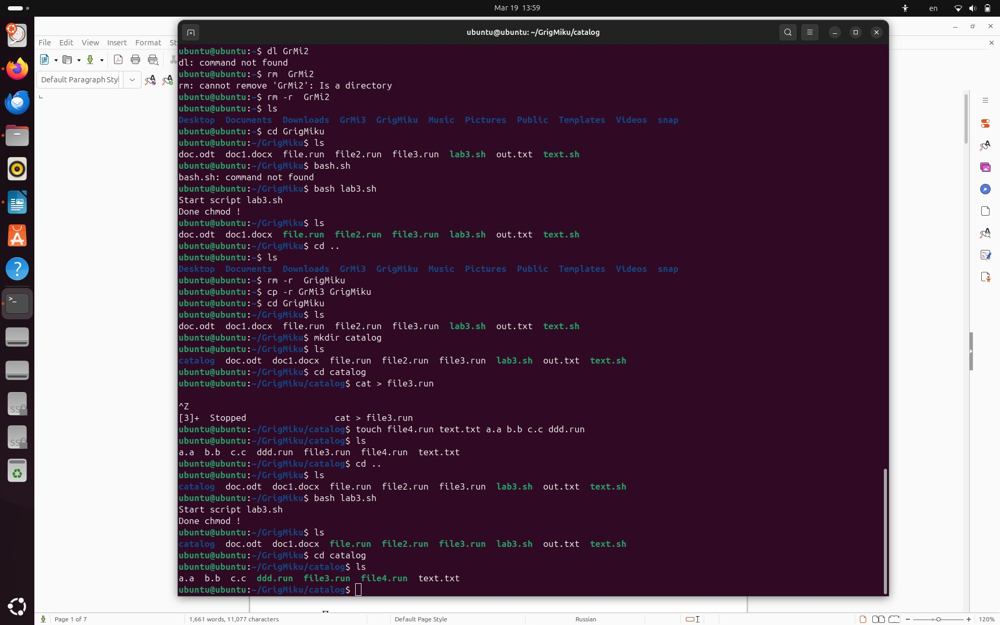 Mar 19 13:59
en
ubuntu@ubuntu: ~/GrigMiku/catalog
File Edit View Insert Format
Default Paragraph Styl
ubuntu@ubuntu:~$ dl GrMi2
dl: command not found
ubuntu@ubuntu:~$ rm  GrMi2
rm: cannot remove 'GrMi2': Is a directory
ubuntu@ubuntu:~$ rm -r  GrMi2
ubuntu@ubuntu:~$ ls
Desktop  Documents  Downloads  GrMi3  GrigMiku  Music  Pictures  Public  Templates  Videos  snap
ubuntu@ubuntu:~$ cd GrigMiku
ubuntu@ubuntu:~/GrigMiku$ ls
doc.odt  doc1.docx  file.run  file2.run  file3.run  lab3.sh  out.txt  text.sh
ubuntu@ubuntu:~/GrigMiku$ bash.sh
bash.sh: command not found
ubuntu@ubuntu:~/GrigMiku$ bash lab3.sh
Start script lab3.sh
Done chmod !
ubuntu@ubuntu:~/GrigMiku$ ls
doc.odt  doc1.docx  file.run  file2.run  file3.run  lab3.sh  out.txt  text.sh
ubuntu@ubuntu:~/GrigMiku$ cd ..
ubuntu@ubuntu:~$ ls
Desktop  Documents  Downloads  GrMi3  GrigMiku  Music  Pictures  Public  Templates  Videos  snap
ubuntu@ubuntu:~$ rm -r  GrigMiku
ubuntu@ubuntu:~$ cp -r GrMi3 GrigMiku
ubuntu@ubuntu:~$ cd GrigMiku
ubuntu@ubuntu:~/GrigMiku$ ls
doc.odt  doc1.docx  file.run  file2.run  file3.run  lab3.sh  out.txt  text.sh
ubuntu@ubuntu:~/GrigMiku$ mkdir catalog
ubuntu@ubuntu:~/GrigMiku$ ls
catalog  doc.odt  doc1.docx  file.run  file2.run  file3.run  lab3.sh  out.txt  text.sh
ubuntu@ubuntu:~/GrigMiku$ cd catalog
ubuntu@ubuntu:~/GrigMiku/catalog$ cat > file3.run
^Z
[3]+  Stopped                 cat > file3.run
ubuntu@ubuntu:~/GrigMiku/catalog$ touch file4.run text.txt a.a b.b c.c ddd.run
ubuntu@ubuntu:~/GrigMiku/catalog$ ls
a.a  b.b  c.c  ddd.run  file3.run  file4.run  text.txt
ubuntu@ubuntu:~/GrigMiku/catalog$ cd ..
ubuntu@ubuntu:~/GrigMiku$ ls
catalog  doc.odt  doc1.docx  file.run  file2.run  file3.run  lab3.sh  out.txt  text.sh
ubuntu@ubuntu:~/GrigMiku$ bash lab3.sh
Start script lab3.sh
Done chmod !
ubuntu@ubuntu:~/GrigMiku$ ls
catalog  doc.odt  doc1.docx  file.run  file2.run  file3.run  lab3.sh  out.txt  text.sh
ubuntu@ubuntu:~/GrigMiku$ cd catalog
ubuntu@ubuntu:~/GrigMiku/catalog$ ls
a.a  b.b  c.c  ddd.run  file3.run  file4.run  text.txt
ubuntu@ubuntu:~/GrigMiku/catalog$
Page 1 of 7
1,661 words, 11,077 characters
Default Page Style
Russian
120%